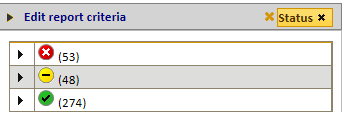 Edit report criteria
Status
(53)
(48)
(274)